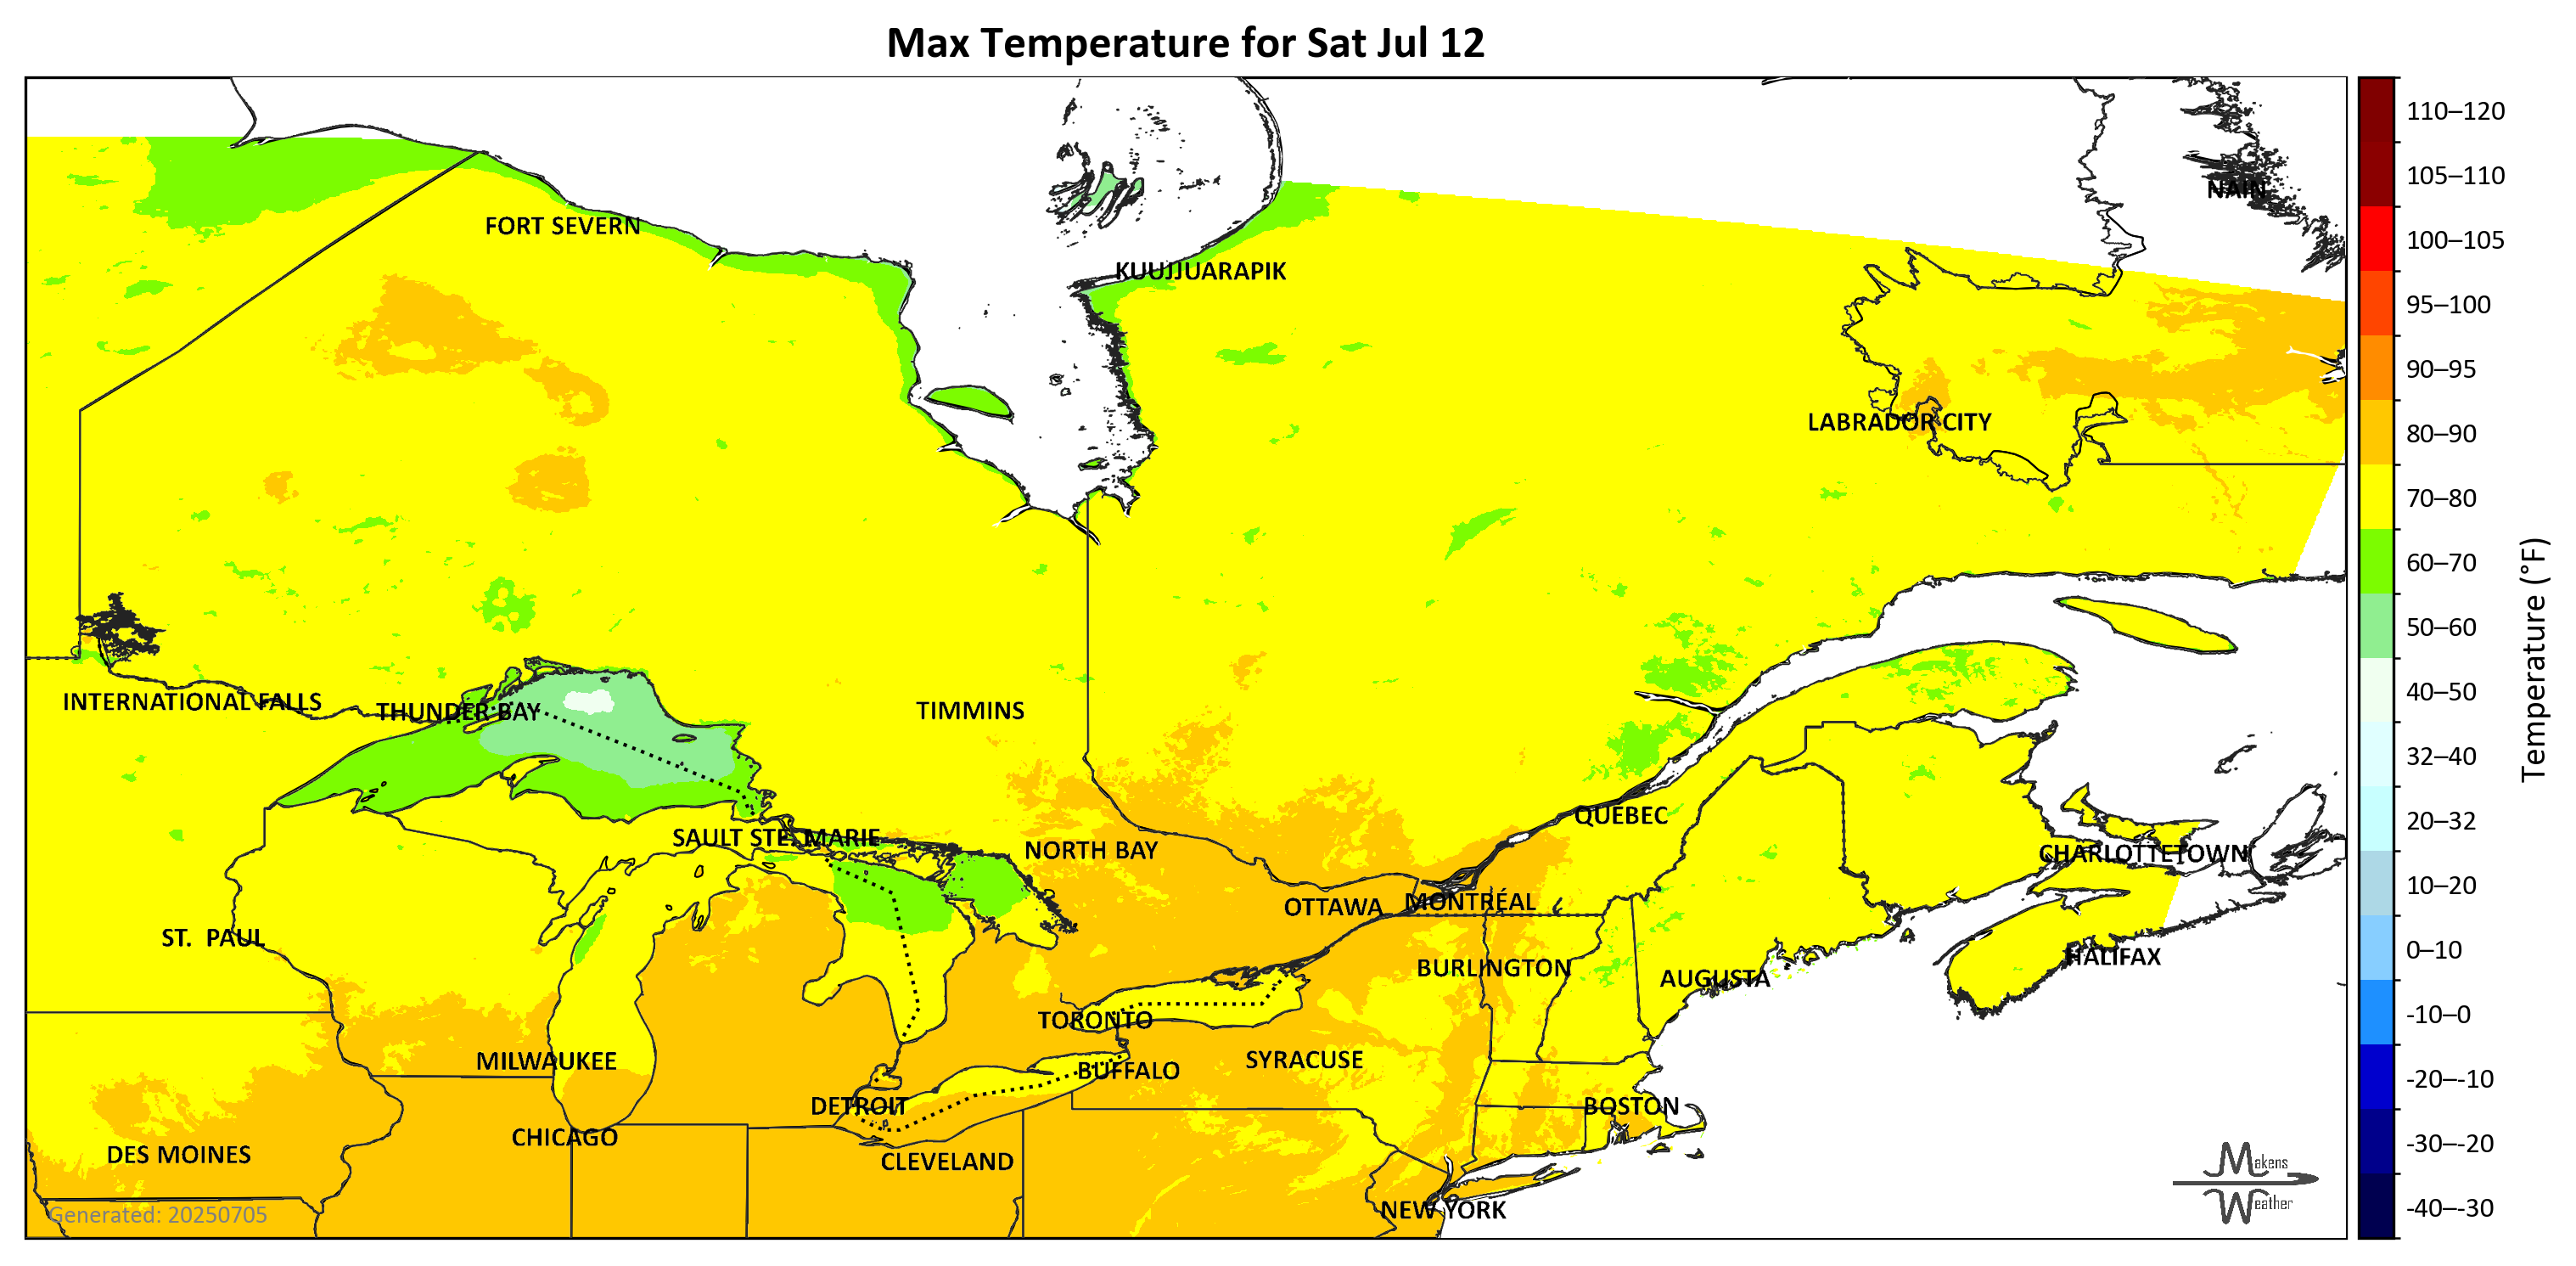 Max Temperature for Sat Jul 12
NAIN
FORT SEVERN
KUUJJUARAPIK
LABRADOR CITY
INTERNATIONAL FALLS
THUNDER BAY
TIMMINS
QUÉBEC
SAULT STE. MARIE
NORTH BAY
CHARLOTTETOWN
OTTAWA
MONTRÉAL
ST. PAUL
HALIFAX
BURLINGTON
AUGUSTA
TORONTO
MILWAUKEE
SYRACUSE
BUFFALO
DETROIT
BOSTON
CHICAGO
DES MOINES
CLEVELAND
NEW YORK
Generated: 20250705
Makens
Weather
110–120
105–110
100–105
95–100
90–95
80–90
70–80
60–70
50–60
40–50
32–40
20–32
10–20
0–10
-10–0
-20–-10
-30–-20
-40–-30
Temperature (°F)